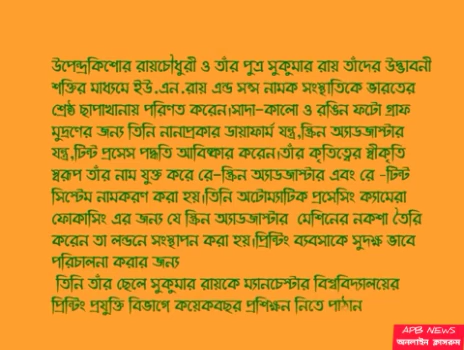 উপেন্দ্রকিশোর রায়চৌধুরী ও তাঁর পুত্র সুকুমার রায় তাঁদের উদ্ভাবনী
শক্তির মাধ্যমে ইউ.এন.রায় এন্ড সন্স নামক সংস্থাটিকে ভারতের
শ্রেষ্ঠ ছাপাখানায় পরিণত করেন।সাদা-কালো ও রঙিন ফটো গ্রাফ
মুদ্রণের জন্য তিনি নানাপ্রকার ডায়াফার্ম যন্ত্র,স্ক্রিন অ্যাডজাস্টার
যন্ত্র,টিন্ট প্রসেস পদ্ধতি আবিষ্কার করেন।তাঁর কৃতিত্বের স্বীকৃতি
স্বরূপ তাঁর নাম যুক্ত করে রে-স্ক্রিন অ্যাডজাস্টার এবং রে -টিন্ট
সিস্টেম নামকরণ করা হয়।তিনি অটোম্যাটিক প্রসেসিং ক্যামেরা
ফোকাসিং এর জন্য যে স্ক্রিন অ্যাডজাস্টার মেশিনের নকশা তৈরি
করেন তা লন্ডনে সংস্থাপন করা হয়।প্রিন্টিং ব্যবসাকে সুদক্ষ ভাবে
পরিচালনা করার জন্য
তিনি তাঁর ছেলে সুকুমার রায়কে ম্যানচেস্টার বিশ্ববিদ্যালয়ের
প্রিন্টিং প্রযুক্তি বিভাগে কয়েকবছর প্রশিক্ষন নিতে পাঠান
APB NEWS
অনলাইন ক্লাসরুম